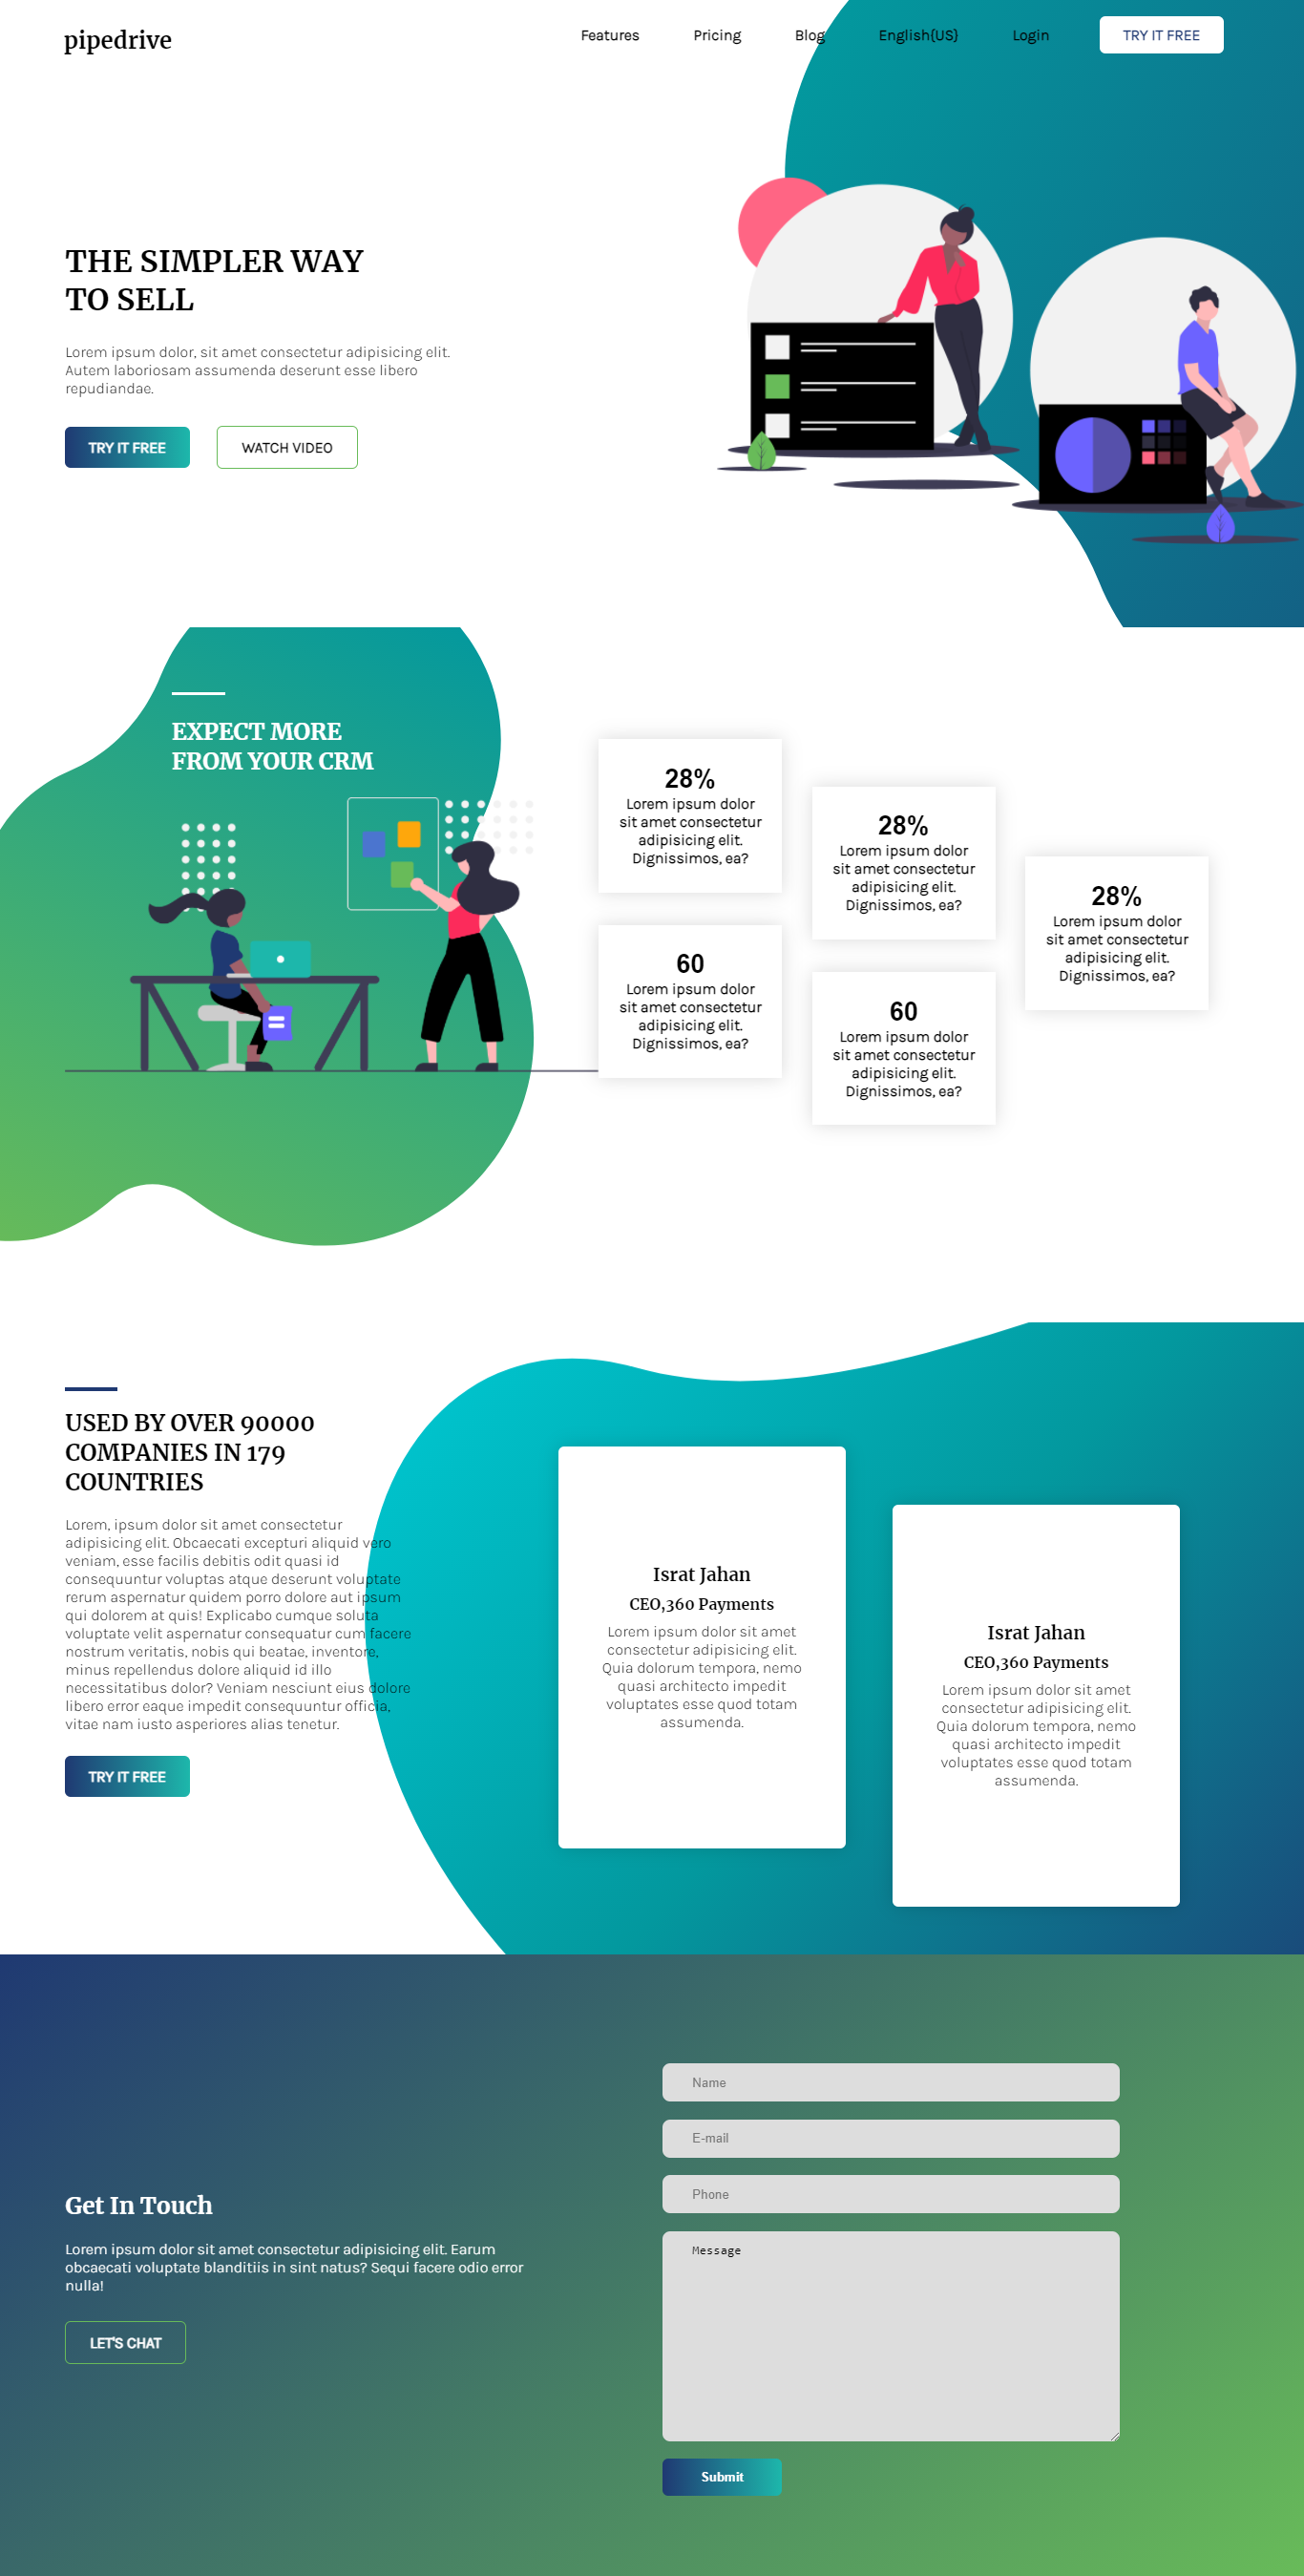 pipedrive
Features Pricing Blog English{US} Login TRY IT FREE
THE SIMPLER WAY
TO SELL
Lorem ipsum dolor, sit amet consectetur adipisicing elit.
Autem laboriosam assumenda deserunt esse libero
repudiandae.
TRY IT FREE WATCH VIDEO
EXPECT MORE
FROM YOUR CRM
28%
Lorem ipsum dolor
sit amet consectetur
adipisicing elit.
Dignissimos, ea?
60
Lorem ipsum dolor
sit amet consectetur
adipisicing elit.
Dignissimos, ea?
28%
Lorem ipsum dolor
sit amet consectetur
adipisicing elit.
Dignissimos, ea?
60
Lorem ipsum dolor
sit amet consectetur
adipisicing elit.
Dignissimos, ea?
28%
Lorem ipsum dolor
sit amet consectetur
adipisicing elit.
Dignissimos, ea?
USED BY OVER 90000
COMPANIES IN 179
COUNTRIES
Lorem, ipsum dolor sit amet consectetur
adipisicing elit. Obcaecati excepturi aliquid vero
veniam, esse facilis debitis odit quasi id
consequuntur voluptas atque deserunt voluptate
rerum aspernatur quidem porro dolore aut ipsum
qui dolorem at quis! Explicabo cumque soluta
voluptate velit aspernatur consequatur cum facere
nostrum veritatis, nobis qui beatae, inventore,
minus repellendus dolore aliquid id illo
necessitatibus dolor? Veniam nesciunt eius dolore
libero error eaque impedit consequuntur officia,
vitae nam iusto asperiores alias tenetur.
TRY IT FREE
Israt Jahan
CEO,360 Payments
Lorem ipsum dolor sit amet
consectetur adipisicing elit.
Quia dolorum tempora, nemo
quasi architecto impedit
voluptates esse quod totam
assumenda.
Israt Jahan
CEO,360 Payments
Lorem ipsum dolor sit amet
consectetur adipisicing elit.
Quia dolorum tempora, nemo
quasi architecto impedit
voluptates esse quod totam
assumenda.
Get In Touch
Lorem ipsum dolor sit amet consectetur adipisicing elit. Earum
obcaecati voluptate blanditiis in sint natus? Sequi facere odio error
nulla!
LET'S CHAT
Name
E-mail
Phone
Message
Submit